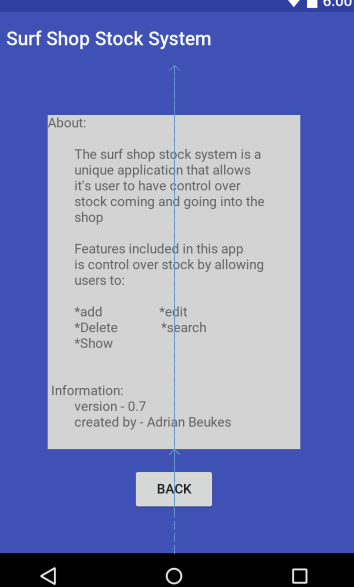 6:00
Surf Shop Stock System
About:
The surf shop stock system is a
unique application that allows
it's user to have control over
stock coming and going into the
shop
Features included in this app
is control over stock by allowing
users to:
*add *edit
*Delete *search
*Show
Information:
version - 0.7
created by - Adrian Beukes
BACK